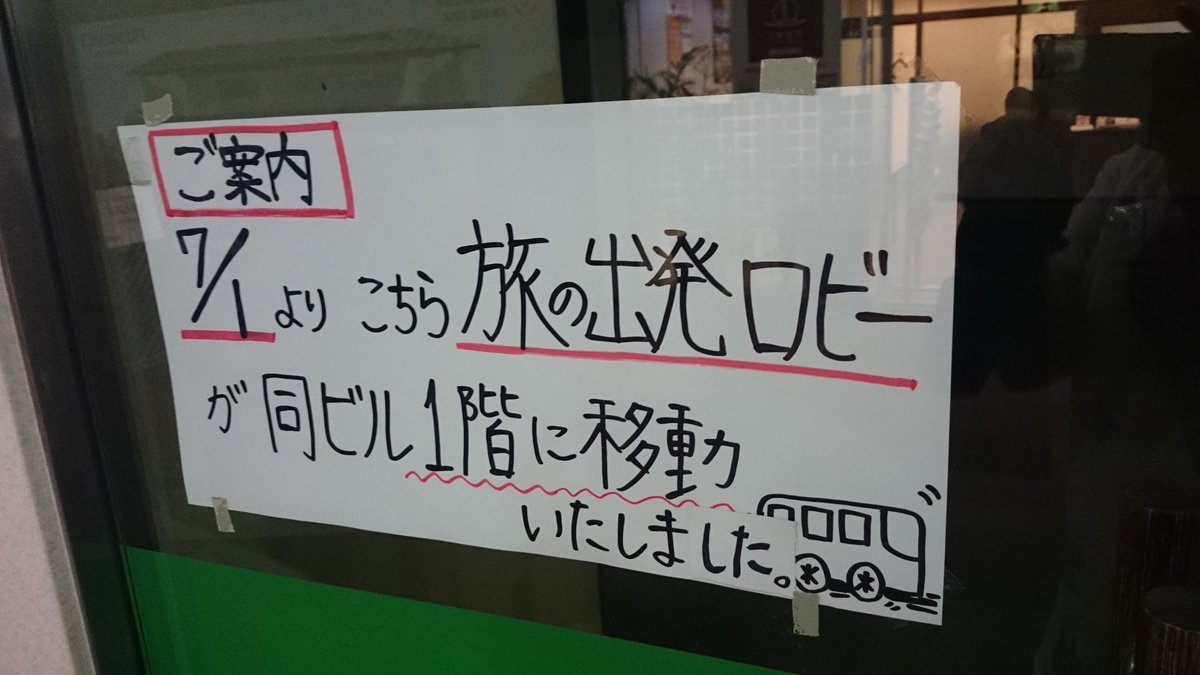 ご案内
7/1より こちら 旅の出発ロビー
が 同ビル1階に移動
いたしました。